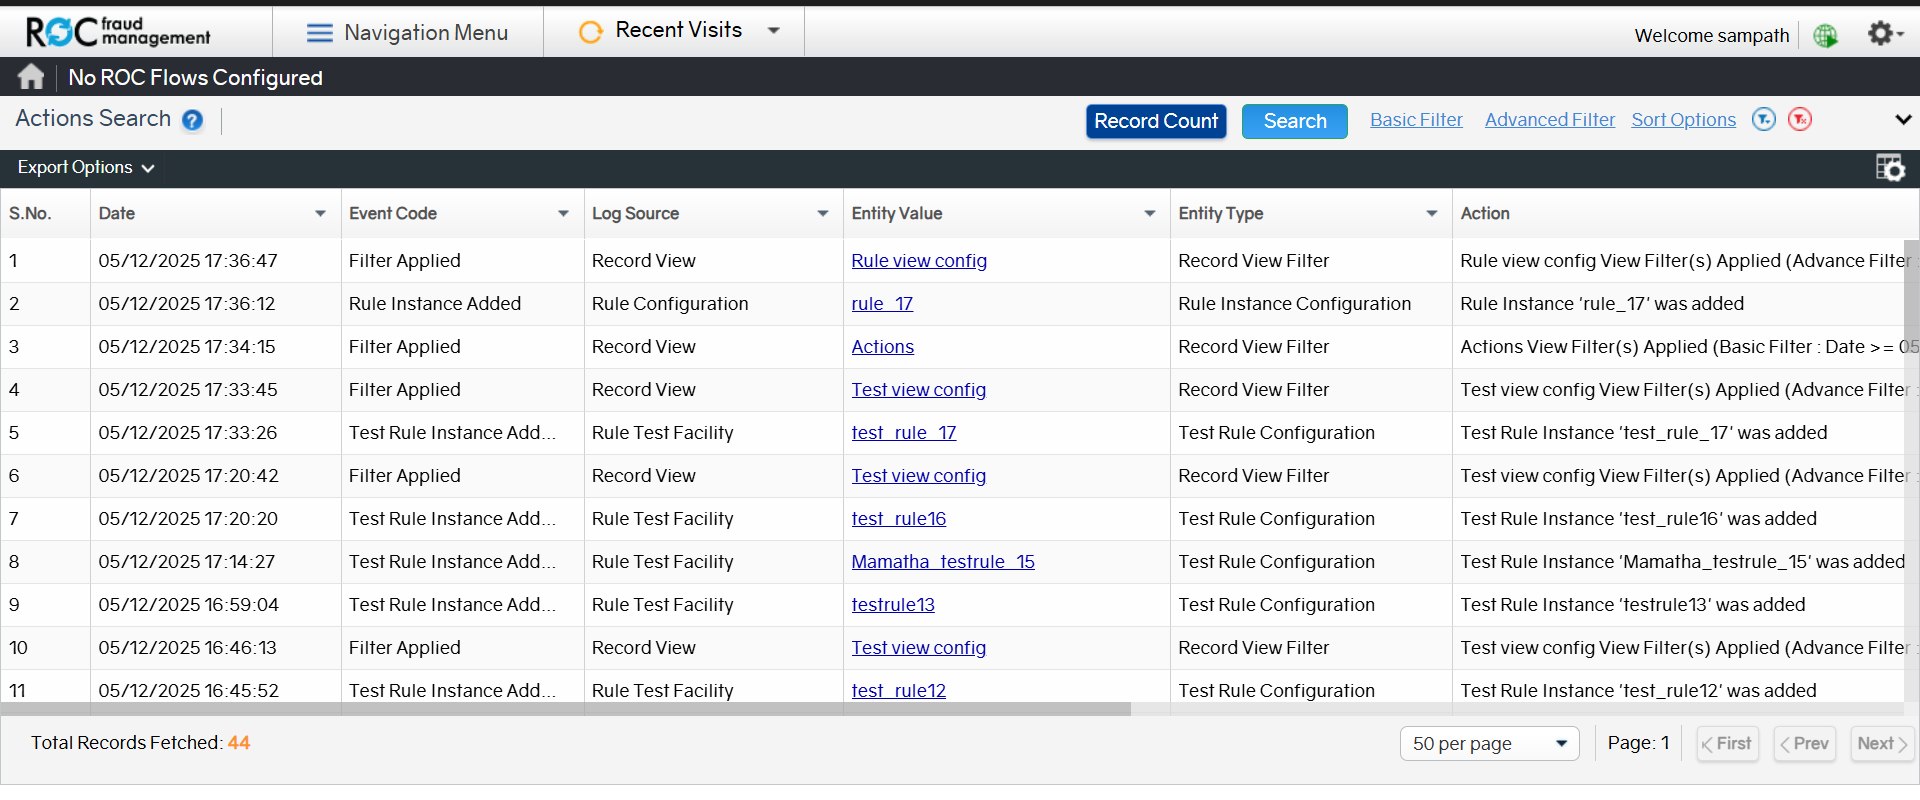 ROC fraud management
Navigation Menu
Recent Visits
Welcome sampath
No ROC Flows Configured
Actions Search ?
Record Count Search Basic Filter Advanced Filter Sort Options
Export Options
S.No. Date Event Code Log Source Entity Value Entity Type Action
1 05/12/2025 17:36:47 Filter Applied Record View Rule view config Record View Filter Rule view config View Filter(s) Applied (Advance Filter :
2 05/12/2025 17:36:12 Rule Instance Added Rule Configuration rule_17 Rule Instance Configuration Rule Instance 'rule_17' was added
3 05/12/2025 17:34:15 Filter Applied Record View Actions Record View Filter Actions View Filter(s) Applied (Basic Filter : Date >= 05
4 05/12/2025 17:33:45 Filter Applied Record View Test view config Record View Filter Test view config View Filter(s) Applied (Advance Filter :
5 05/12/2025 17:33:26 Test Rule Instance Add... Rule Test Facility test_rule_17 Test Rule Configuration Test Rule Instance 'test_rule_17' was added
6 05/12/2025 17:20:42 Filter Applied Record View Test view config Record View Filter Test view config View Filter(s) Applied (Advance Filter :
7 05/12/2025 17:20:20 Test Rule Instance Add... Rule Test Facility test_rule16 Test Rule Configuration Test Rule Instance 'test_rule16' was added
8 05/12/2025 17:14:27 Test Rule Instance Add... Rule Test Facility Mamatha_testrule_15 Test Rule Configuration Test Rule Instance 'Mamatha_testrule_15' was added
9 05/12/2025 16:59:04 Test Rule Instance Add... Rule Test Facility testrule13 Test Rule Configuration Test Rule Instance 'testrule13' was added
10 05/12/2025 16:46:13 Filter Applied Record View Test view config Record View Filter Test view config View Filter(s) Applied (Advance Filter :
11 05/12/2025 16:45:52 Test Rule Instance Add... Rule Test Facility test_rule12 Test Rule Configuration Test Rule Instance 'test_rule12' was added
Total Records Fetched: 44
50 per page Page: 1 First Prev Next